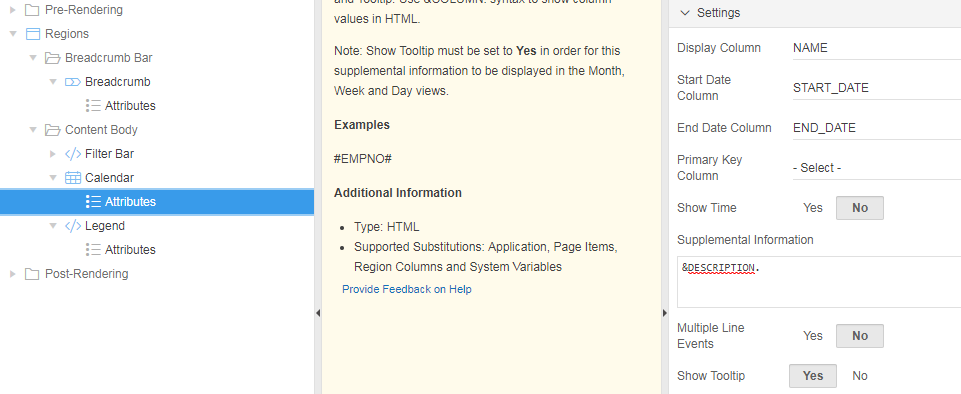 Pre-Rendering
Regions
Breadcrumb Bar
Breadcrumb
Attributes
Content Body
Filter Bar
Calendar
Attributes
Legend
Attributes
Post-Rendering
and Tooltip. Use &COLUMN. syntax to show column
values in HTML.
Note: Show Tooltip must be set to Yes in order for this
supplemental information to be displayed in the Month,
Week and Day views.
Examples
#EMPNO#
Additional Information
Type: HTML
Supported Substitutions: Application, Page Items,
Region Columns and System Variables
Provide Feedback on Help
Settings
Display Column NAME
Start Date
Column START_DATE
End Date Column END_DATE
Primary Key
Column - Select -
Show Time Yes No
Supplemental Information
&DESCRIPTION.
Multiple Line
Events Yes No
Show Tooltip Yes No